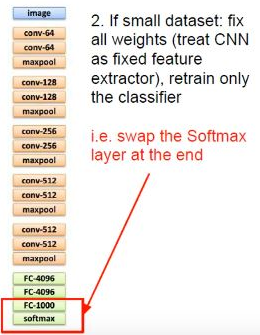 image
conv-64
conv-64
maxpool
conv-128
conv-128
maxpool
conv-256
conv-256
maxpool
conv-512
conv-512
maxpool
conv-512
conv-512
maxpool
FC-4096
FC-4096
FC-1000
softmax
2. If small dataset: fix
all weights (treat CNN
as fixed feature
extractor), retrain only
the classifier
i.e. swap the Softmax
layer at the end